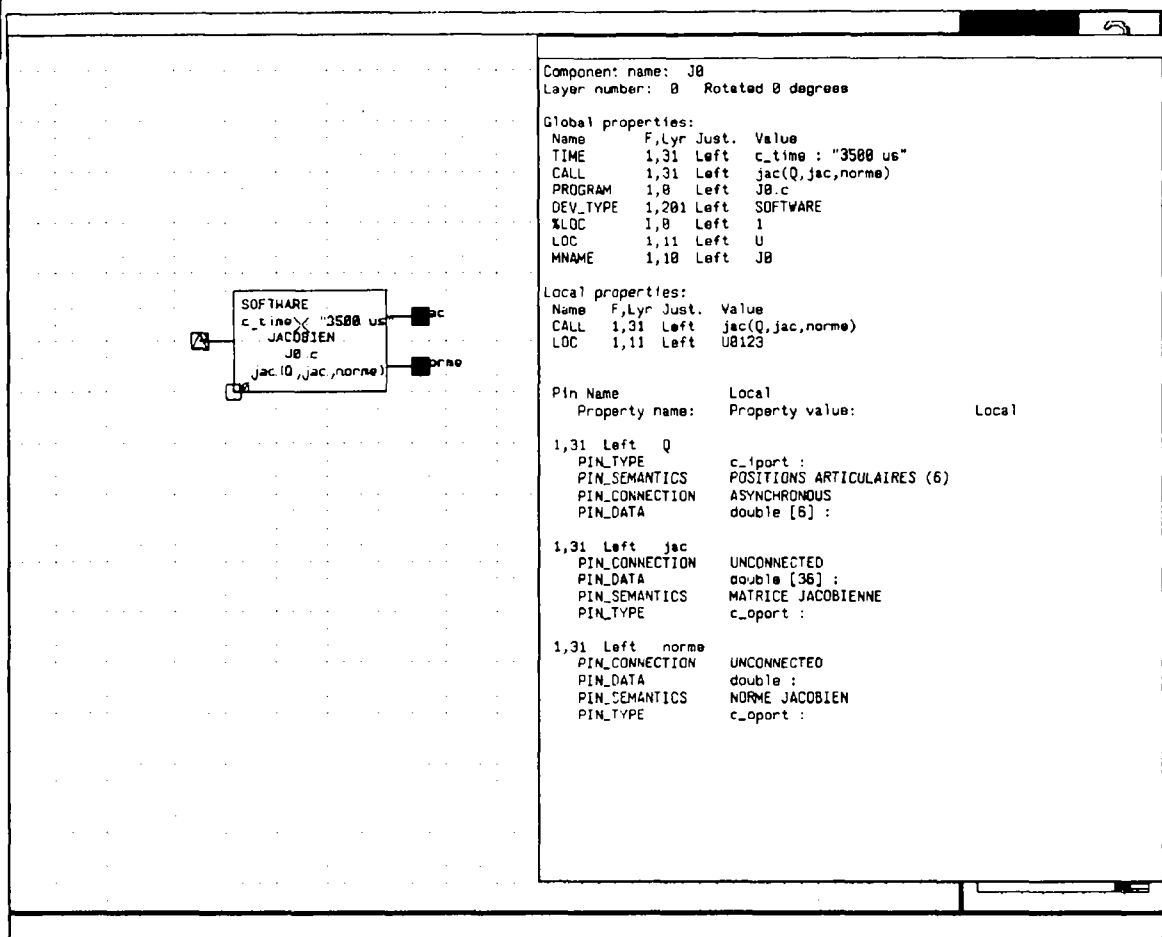 SOFTWARE
c_time "3500 us"
JACOBIEN
J0.c
jac(Q,jac,norme)
Component name: J0
Layer number: 0 Rotated 0 degrees
Global properties:
Name F,Lyr Just. Value
TIME 1,31 Left c_time : "3500 us"
CALL 1,31 Left jac(Q,jac,norme)
PROGRAM 1,0 Left J0.c
DEV_TYPE 1,201 Left SOFTWARE
%LOC 1,0 Left 1
LOC 1,11 Left U
MNAME 1,10 Left J0
Local properties:
Name F,Lyr Just. Value
CALL 1,31 Left jac(Q,jac,norme)
LOC 1,11 Left U0123
Pin Name Local
Property name: Property value: Local
1,31 Left Q
PIN_TYPE c_iport :
PIN_SEMANTICS POSITIONS ARTICULAIRES (6)
PIN_CONNECTION ASYNCHRONOUS
PIN_DATA double [6] :
1,31 Left jac
PIN_CONNECTION UNCONNECTED
PIN_DATA double [36] :
PIN_SEMANTICS MATRICE JACOBIENNE
PIN_TYPE c_oport :
1,31 Left norme
PIN_CONNECTION UNCONNECTED
PIN_DATA double :
PIN_SEMANTICS NORME JACOBIEN
PIN_TYPE c_oport :